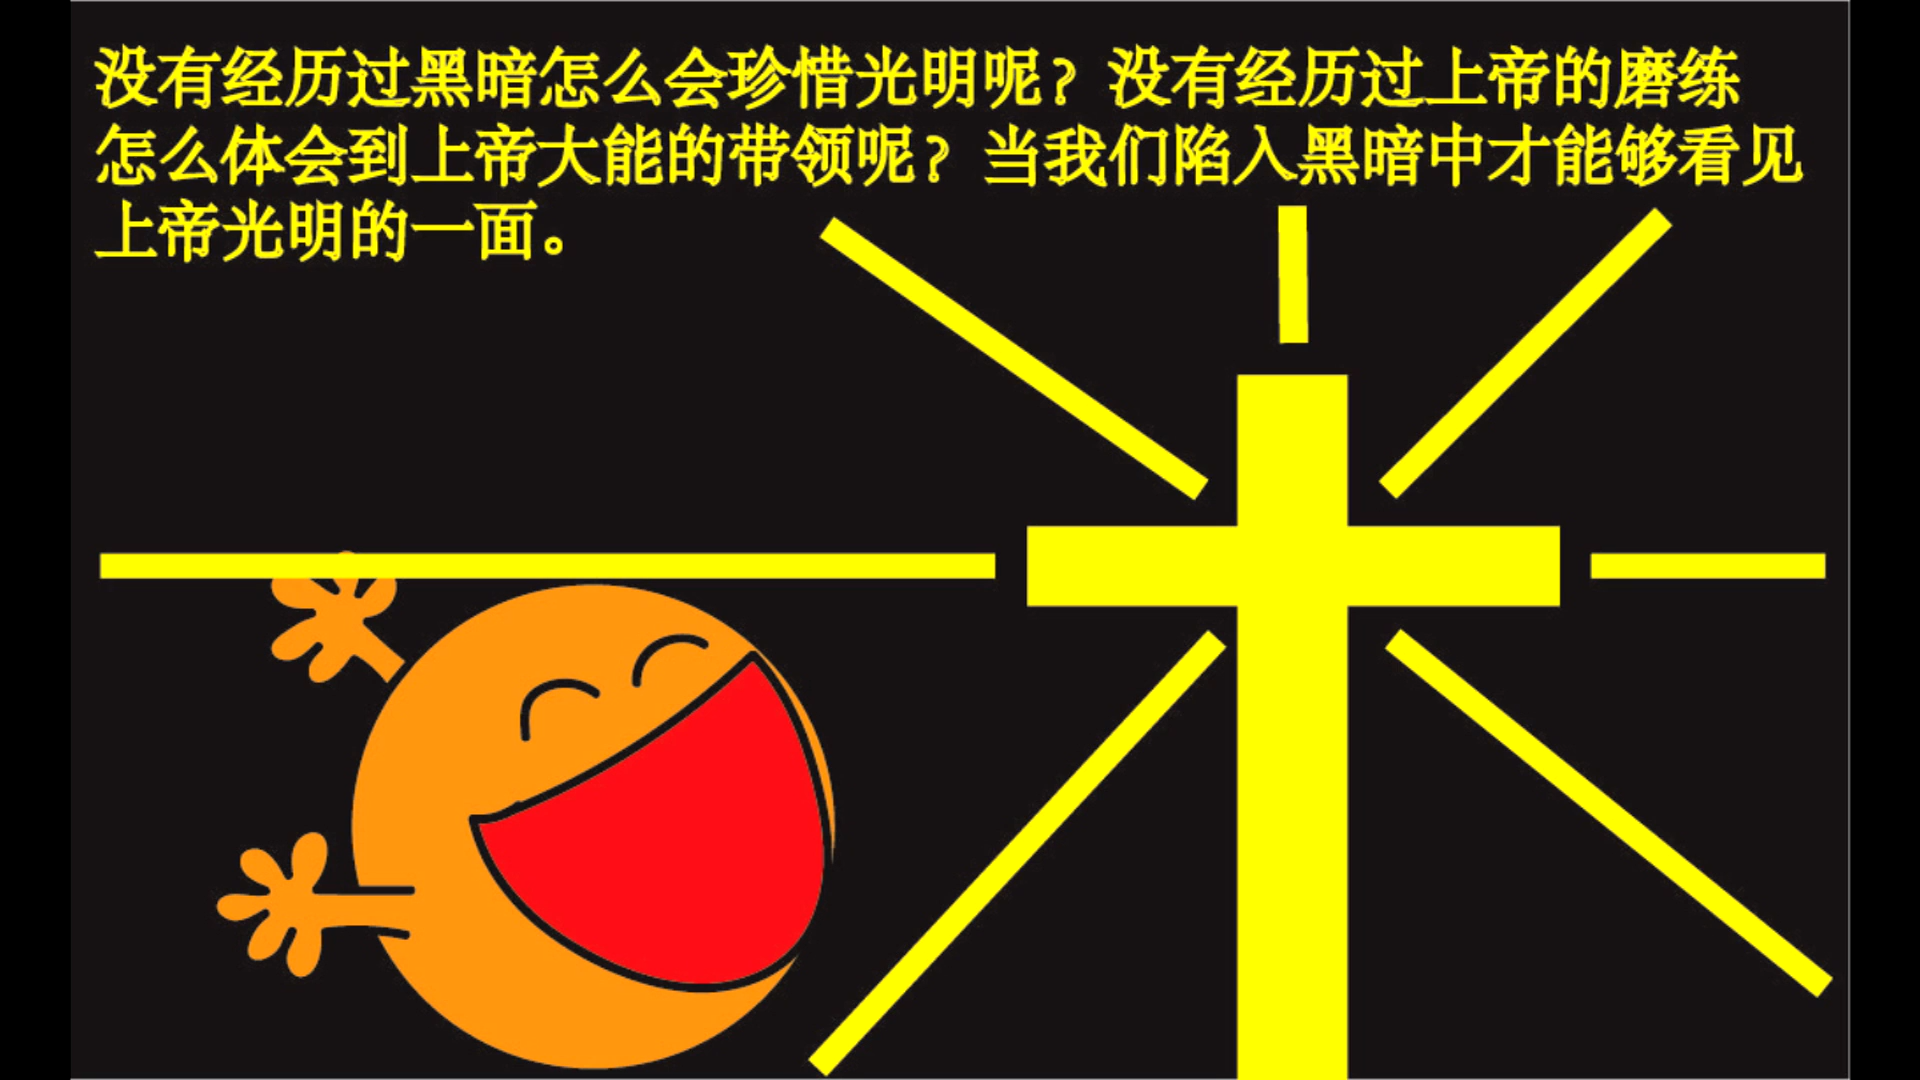 没有经历过黑暗怎么会珍惜光明呢？没有经历过上帝的磨练
怎么体会到上帝大能的带领呢？当我们陷入黑暗中才能够看见
上帝光明的一面。